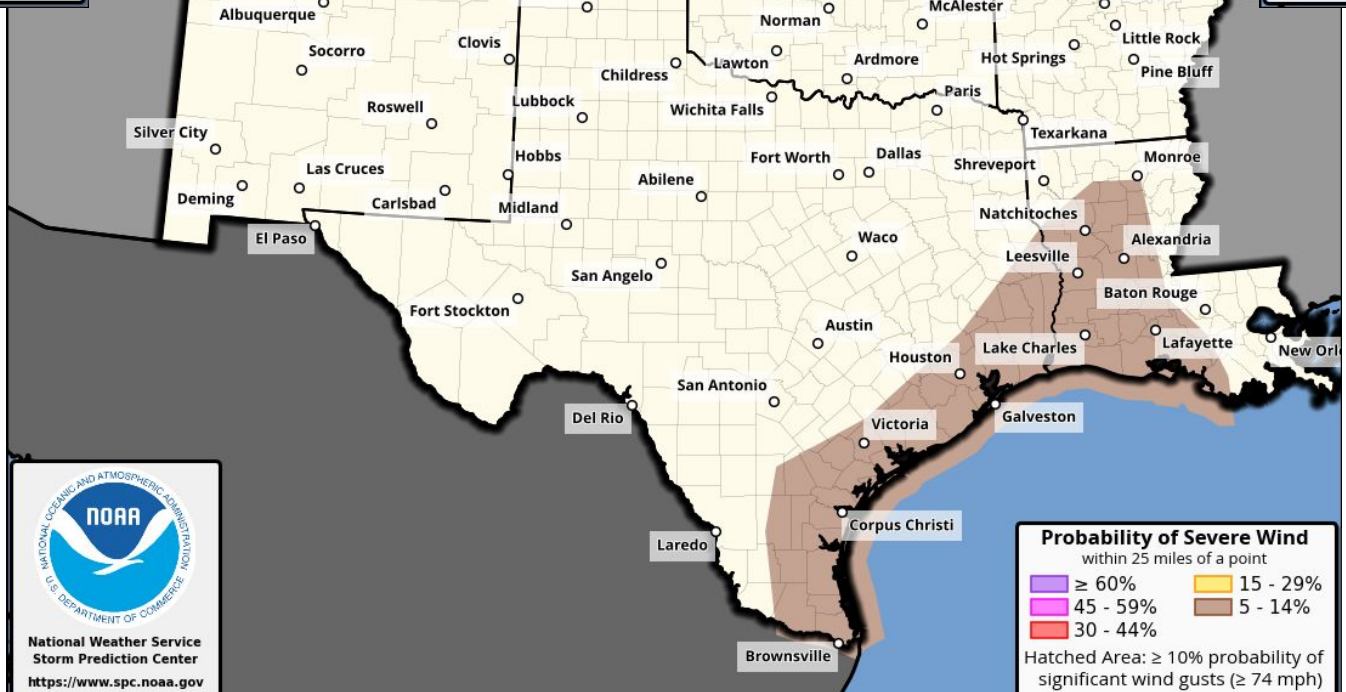 Albuquerque
Norman
McAlester
Little Rock
Socorro
Clovis
Lawton
Ardmore
Hot Springs
Childress
Pine Bluff
Roswell
Lubbock
Wichita Falls
Paris
Silver City
Texarkana
Hobbs
Fort Worth
Dallas
Shreveport
Monroe
Las Cruces
Abilene
Deming
Carlsbad
Midland
Natchitoches
El Paso
Waco
Alexandria
San Angelo
Leesville
Baton Rouge
Fort Stockton
Austin
Houston
Lake Charles
Lafayette
New Orl
San Antonio
Del Rio
Victoria
Galveston
Corpus Christi
Laredo
Brownsville
NATIONAL OCEANIC AND ATMOSPHERIC ADMINISTRATION
NOAA
U.S. DEPARTMENT OF COMMERCE
National Weather Service
Storm Prediction Center
https://www.spc.noaa.gov
Probability of Severe Wind
within 25 miles of a point
≥ 60% 15 - 29%
45 - 59% 5 - 14%
30 - 44%
Hatched Area: ≥ 10% probability of
significant wind gusts (≥ 74 mph)